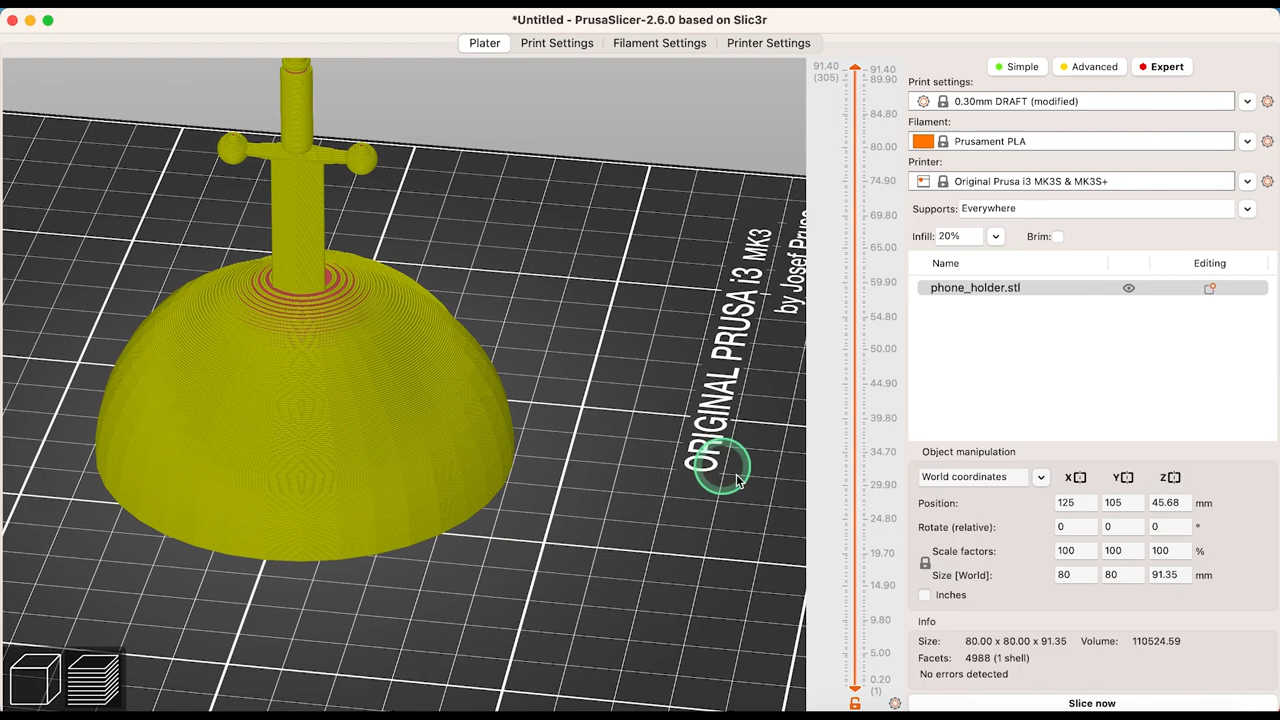 *Untitled - PrusaSlicer-2.6.0 based on Slic3r
Plater Print Settings Filament Settings Printer Settings
Simple Advanced Expert
Print settings:
0.30mm DRAFT (modified)
Filament:
Prusament PLA
Printer:
Original Prusa i3 MK3S & MK3S+
Supports: Everywhere
Infill: 20% Brim:
Name Editing
phone_holder.stl
Object manipulation
World coordinates X Y Z
Position: 125 105 45.68 mm
Rotate (relative): 0 0 0 °
Scale factors: 100 100 100 %
Size [World]: 80 80 91.35 mm
Inches
Info
Size: 80.00 x 80.00 x 91.35 Volume: 110524.59
Facets: 4988 (1 shell)
No errors detected
Slice now
91.40
(305)
91.40
89.90
84.80
80.00
74.90
69.80
65.00
59.90
54.80
50.00
44.90
39.80
34.70
29.90
24.80
19.70
14.90
9.80
5.00
0.20
(1)
ORIGINAL PRUSA i3 MK3
by Josef Prusa